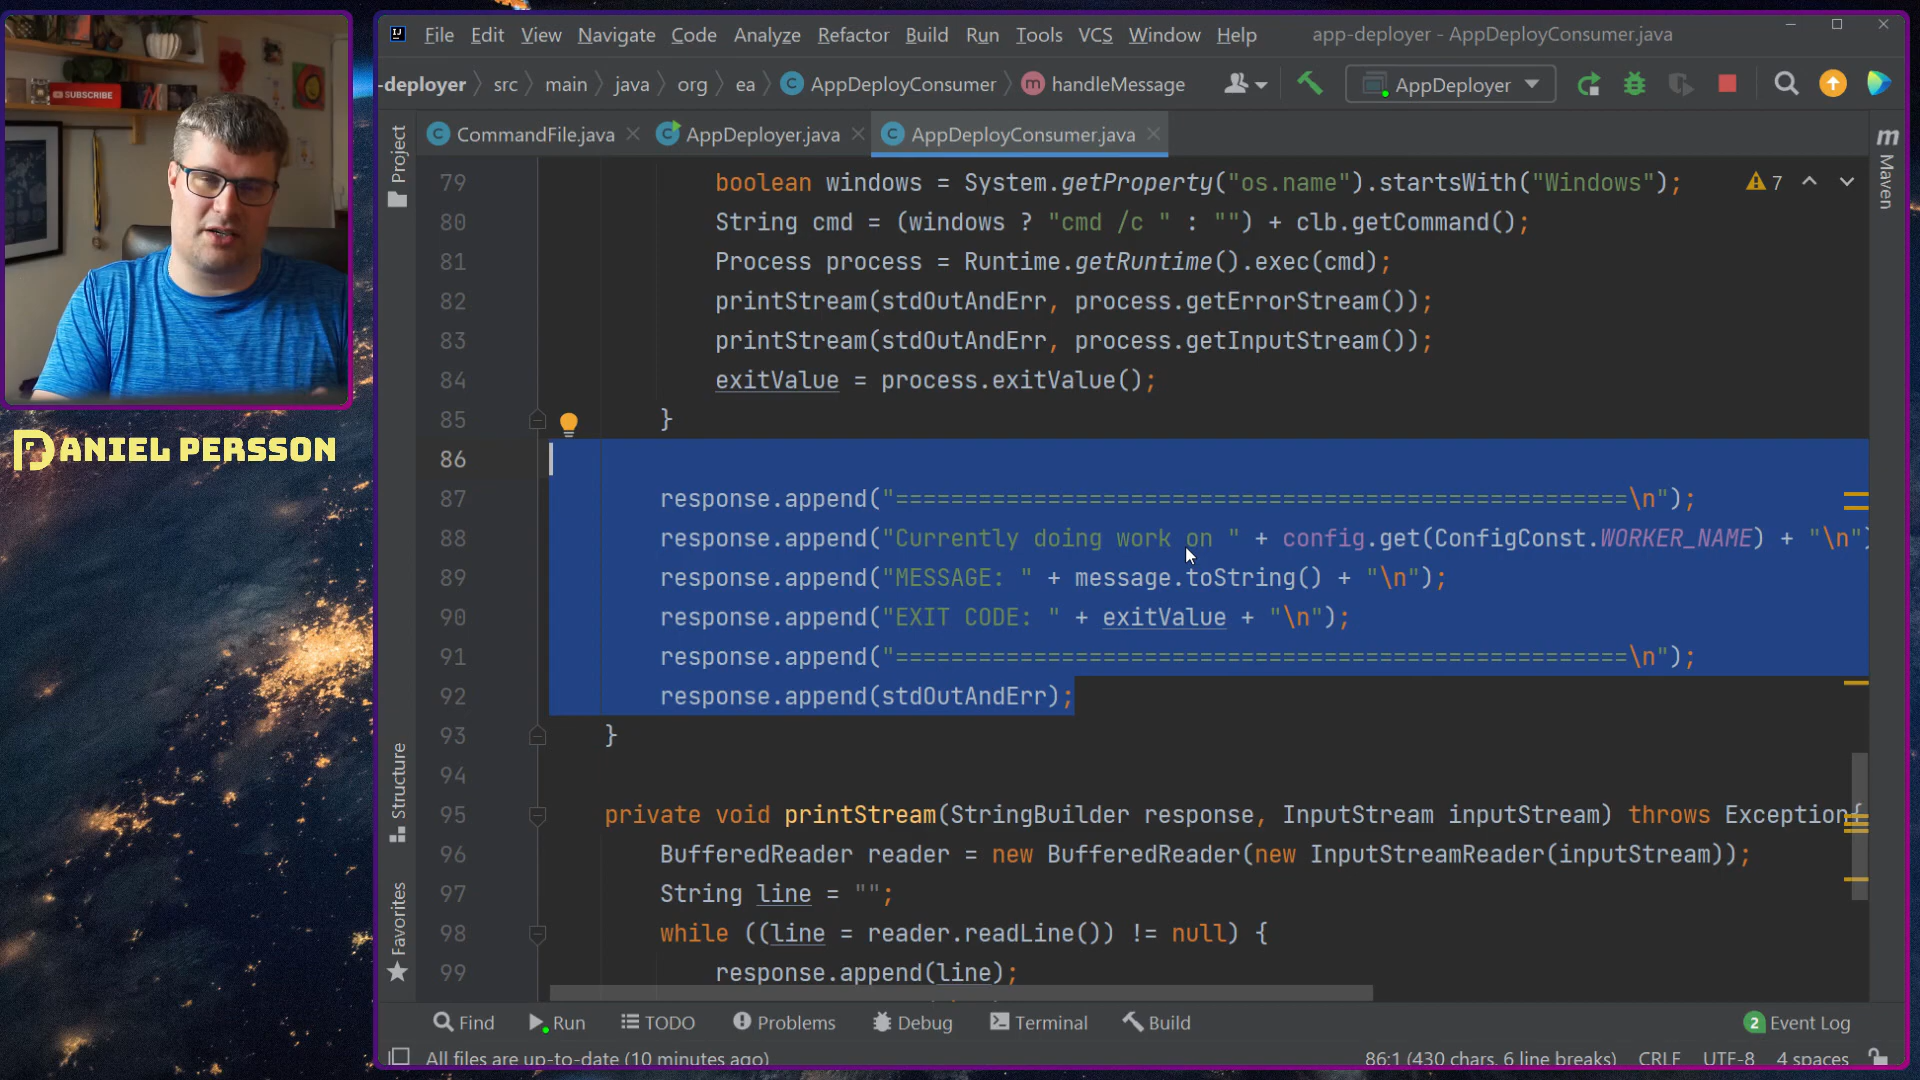 SUBSCRIBE
DANIEL PERSSON
File Edit View Navigate Code Analyze Refactor Build Run Tools VCS Window Help app-deployer - AppDeployConsumer.java
-deployer src main java org ea AppDeployConsumer handleMessage AppDeployer
CommandFile.java AppDeployer.java AppDeployConsumer.java
Project
Structure
Favorites
Maven
7
79 boolean windows = System.getProperty("os.name").startsWith("Windows");
80 String cmd = (windows ? "cmd /c " : "") + clb.getCommand();
81 Process process = Runtime.getRuntime().exec(cmd);
82 printStream(stdOutAndErr, process.getErrorStream());
83 printStream(stdOutAndErr, process.getInputStream());
84 exitValue = process.exitValue();
85 }
86
87 response.append("=====================================================\n");
88 response.append("Currently doing work on " + config.get(ConfigConst.WORKER_NAME) + "\n")
89 response.append("MESSAGE: " + message.toString() + "\n");
90 response.append("EXIT CODE: " + exitValue + "\n");
91 response.append("=====================================================\n");
92 response.append(stdOutAndErr);
93 }
94
95 private void printStream(StringBuilder response, InputStream inputStream) throws Exception{
96 BufferedReader reader = new BufferedReader(new InputStreamReader(inputStream));
97 String line = "";
98 while ((line = reader.readLine()) != null) {
99 response.append(line);
Find Run TODO Problems Debug Terminal Build 2 Event Log
All files are up-to-date (10 minutes ago) 86:1 (430 chars, 6 line breaks) CRLF UTF-8 4 spaces